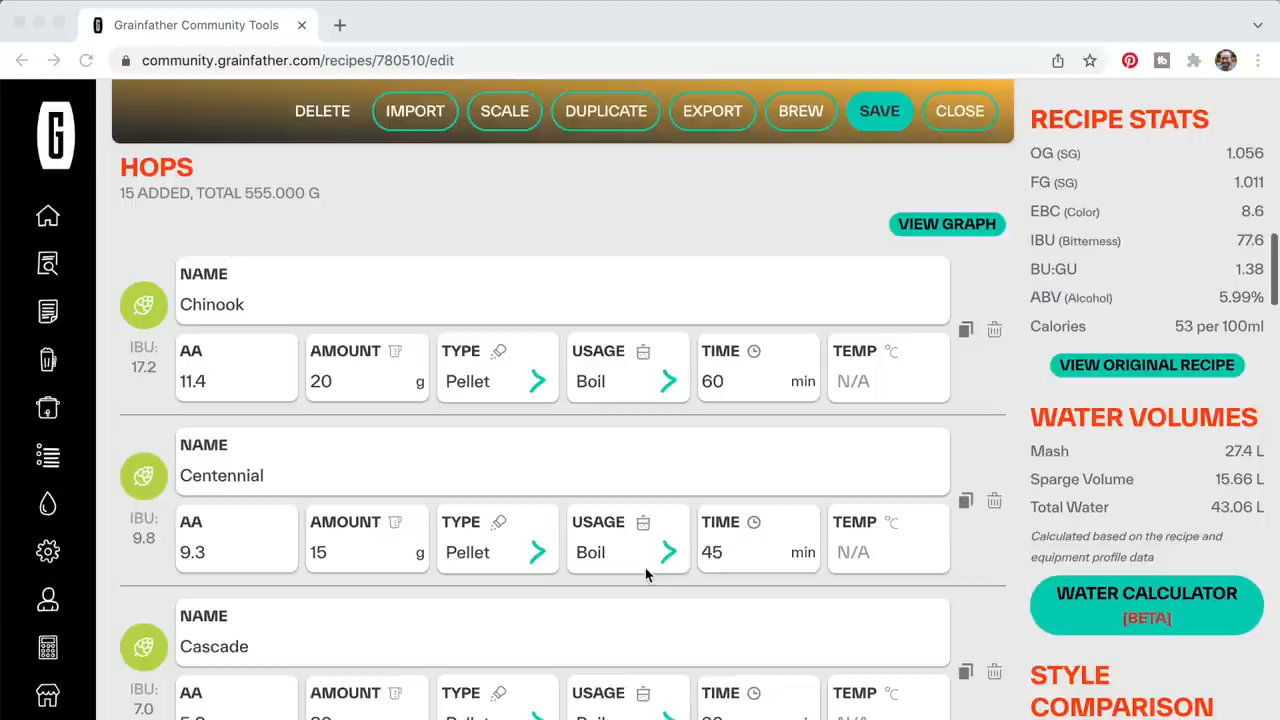 Grainfather Community Tools
community.grainfather.com/recipes/780510/edit
DELETE IMPORT SCALE DUPLICATE EXPORT BREW SAVE CLOSE
HOPS
15 ADDED, TOTAL 555.000 G
VIEW GRAPH
NAME
Chinook
IBU:
17.2
AA AMOUNT TYPE USAGE TIME TEMP °C
11.4 20 g Pellet Boil 60 min N/A
NAME
Centennial
IBU:
9.8
AA AMOUNT TYPE USAGE TIME TEMP °C
9.3 15 g Pellet Boil 45 min N/A
NAME
Cascade
IBU:
7.0
AA AMOUNT TYPE USAGE TIME TEMP °C
RECIPE STATS
OG (SG) 1.056
FG (SG) 1.011
EBC (Color) 8.6
IBU (Bitterness) 77.6
BU:GU 1.38
ABV (Alcohol) 5.99%
Calories 53 per 100ml
VIEW ORIGINAL RECIPE
WATER VOLUMES
Mash 27.4 L
Sparge Volume 15.66 L
Total Water 43.06 L
Calculated based on the recipe and
equipment profile data
WATER CALCULATOR
[BETA]
STYLE
COMPARISON